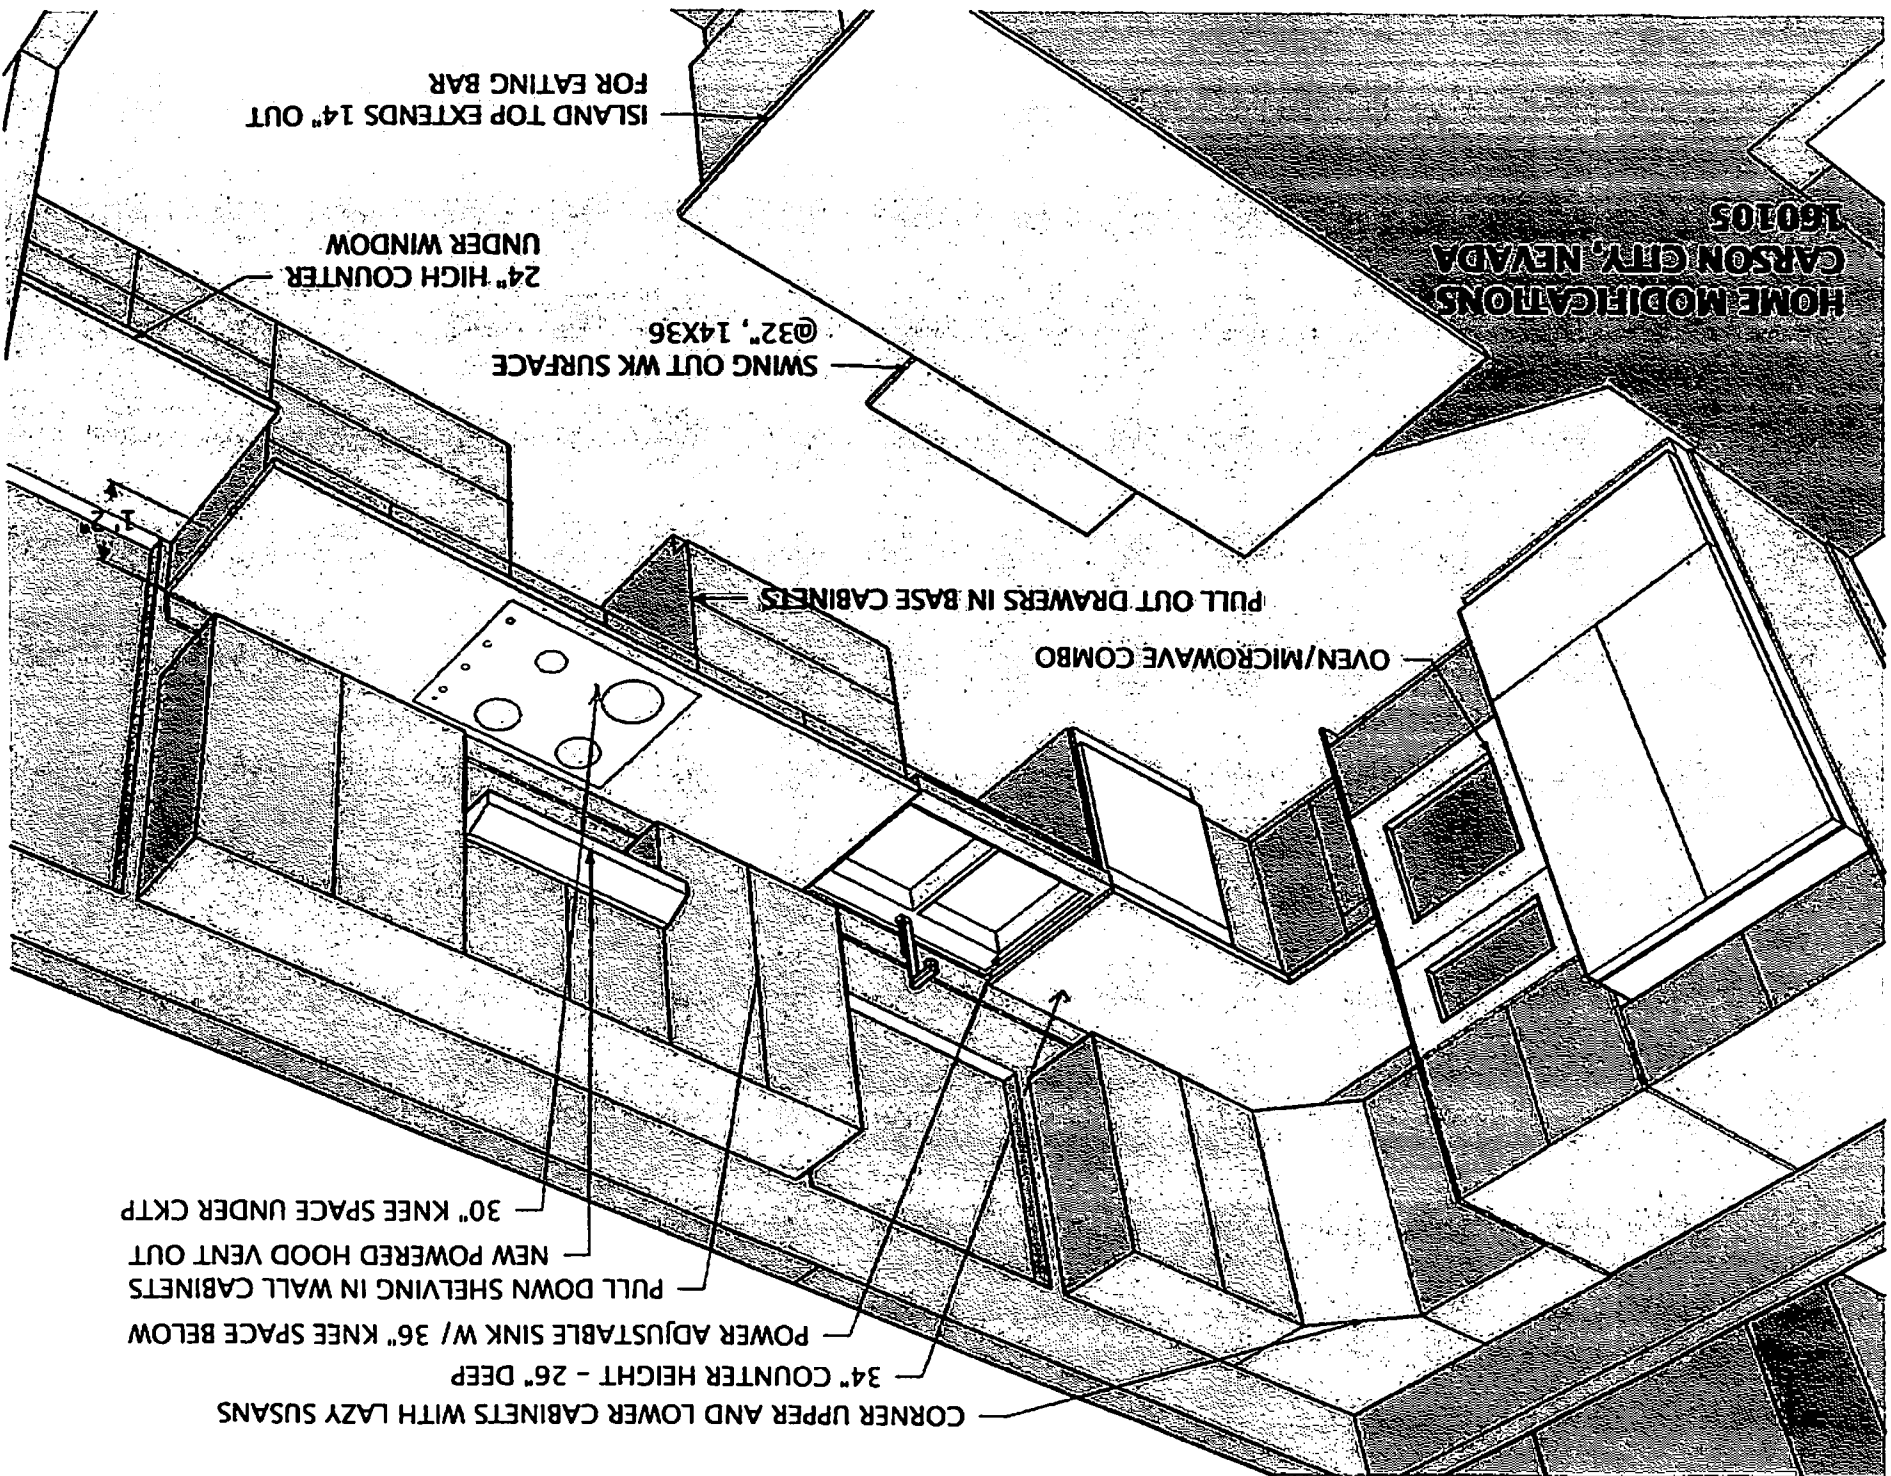 CORNER UPPER AND LOWER CABINETS WITH LAZY SUSANS
34" COUNTER HEIGHT - 26" DEEP
POWER ADJUSTABLE SINK W/ 36" KNEE SPACE BELOW
PULL DOWN SHELVING IN WALL CABINETS
NEW POWERED HOOD VENT OUT
30" KNEE SPACE UNDER CKTP
OVEN/MICROWAVE COMBO
PULL OUT DRAWERS IN BASE CABINETS
1' 2"
SWING OUT WK SURFACE
@32", 14X36
24" HIGH COUNTER
UNDER WINDOW
HOME MODIFICATIONS
CARSON CITY, NEVADA
160105
ISLAND TOP EXTENDS 14" OUT
FOR EATING BAR